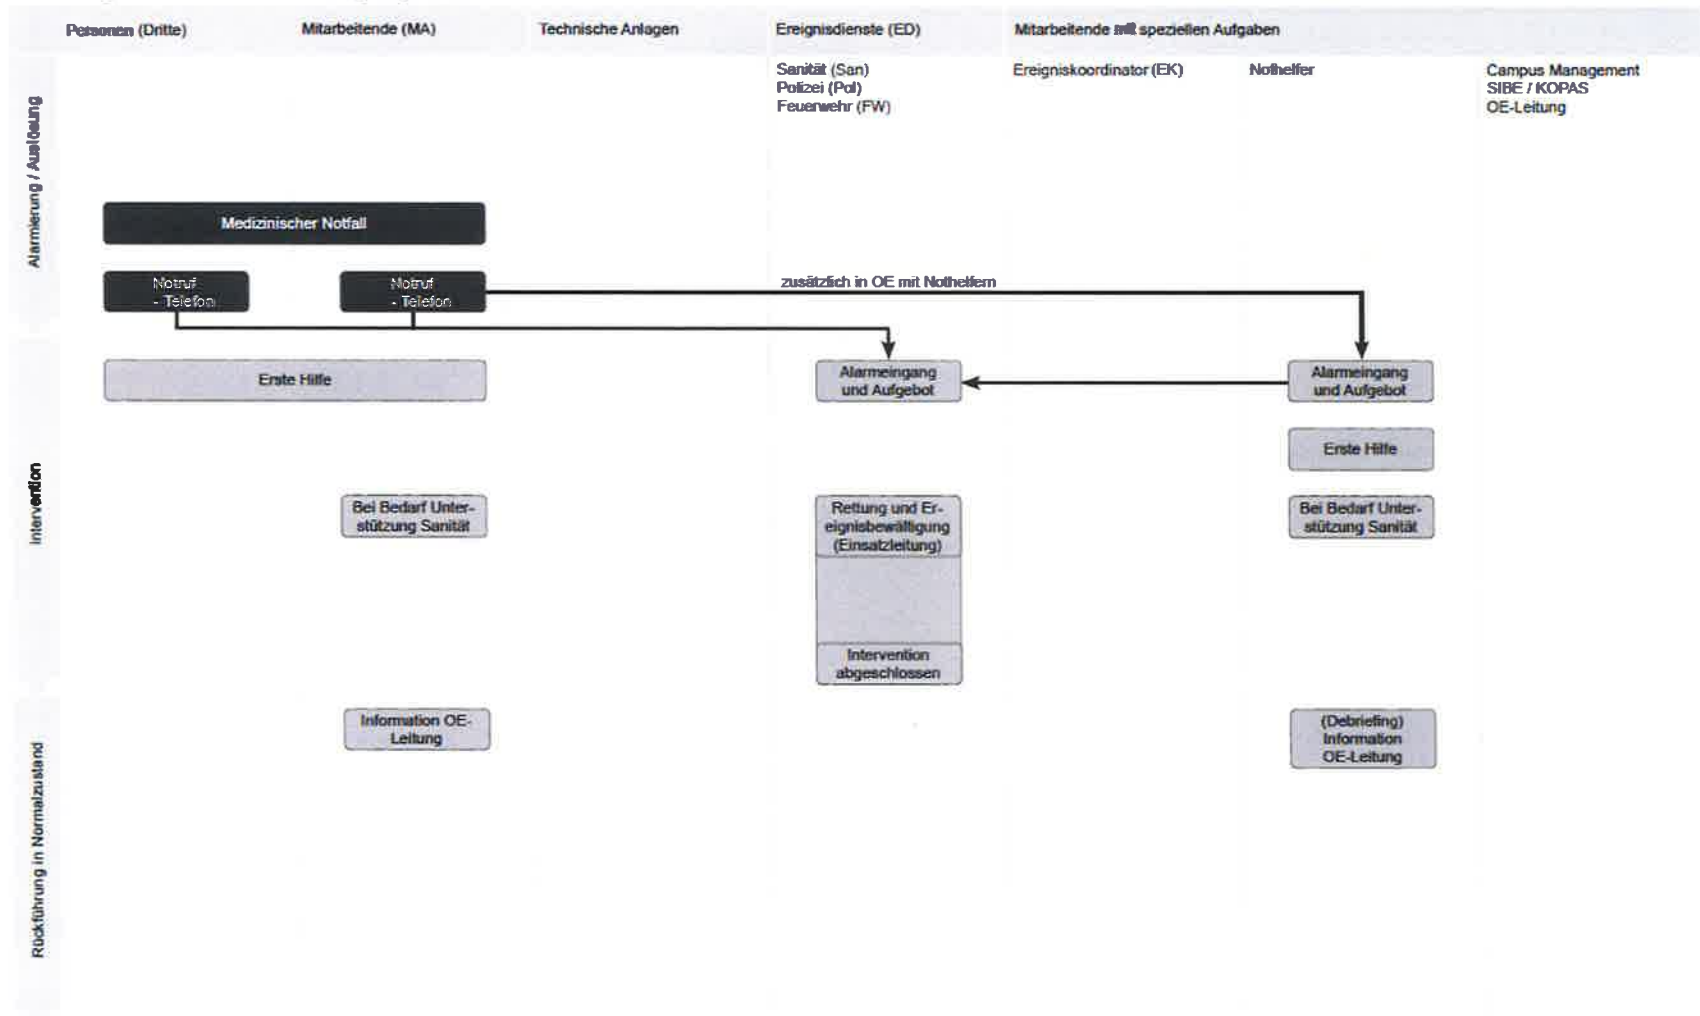 Personen (Dritte)
Mitarbeitende (MA)
Technische Anlagen
Ereignisdienste (ED)
Mitarbeitende mit speziellen Aufgaben
Sanität (San)
Polizei (Pol)
Feuerwehr (FW)
Ereigniskoordinator (EK)
Nothelfer
Campus Management
SIBE / KOPAS
OE-Leitung
Alarmierung / Auslösung
Medizinischer Notfall
Notruf
- Telefon
Notruf
- Telefon
zusätzlich in OE mit Nothelfern
Intervention
Erste Hilfe
Alarmeingang
und Aufgebot
Alarmeingang
und Aufgebot
Erste Hilfe
Bei Bedarf Unter-
stützung Sanität
Rettung und Er-
eignisbewältigung
(Einsatzleitung)
Bei Bedarf Unter-
stützung Sanität
Intervention
abgeschlossen
Rückführung in Normalzustand
Information OE-
Leitung
(Debriefing)
Information
OE-Leitung